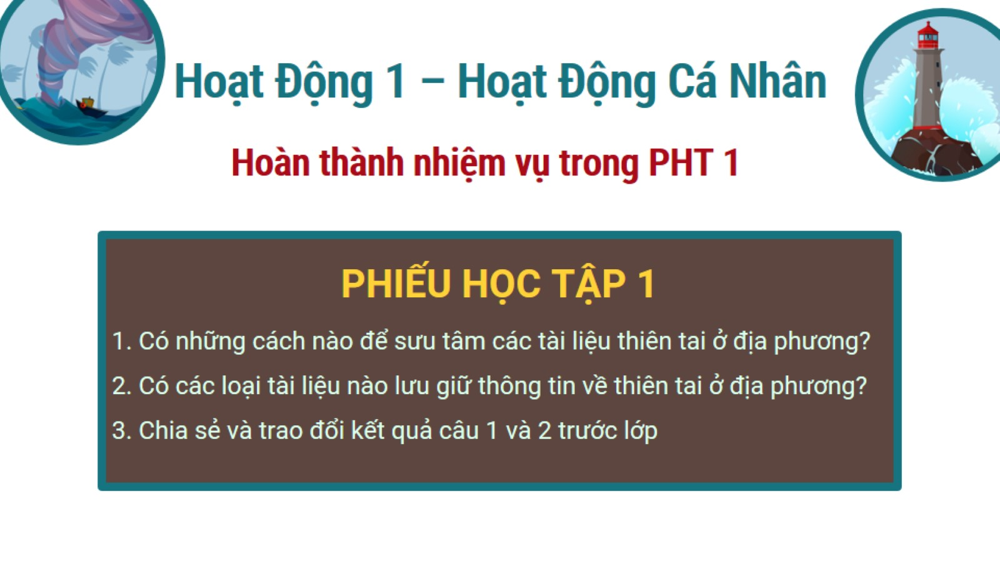 Hoạt Động 1 – Hoạt Động Cá Nhân
Hoàn thành nhiệm vụ trong PHT 1
PHIẾU HỌC TẬP 1
1. Có những cách nào để sưu tâm các tài liệu thiên tai ở địa phương?
2. Có các loại tài liệu nào lưu giữ thông tin về thiên tai ở địa phương?
3. Chia sẻ và trao đổi kết quả câu 1 và 2 trước lớp